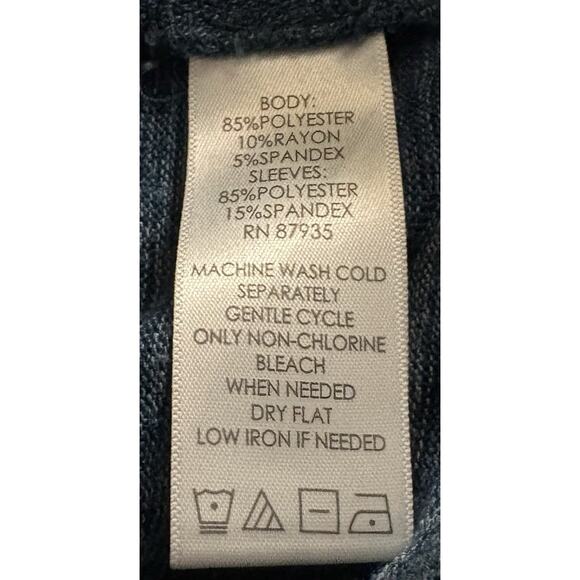 BODY:
85%POLYESTER
10%RAYON
5%SPANDEX
SLEEVES:
85%POLYESTER
15%SPANDEX
RN 87935
MACHINE WASH COLD
SEPARATELY
GENTLE CYCLE
ONLY NON-CHLORINE
BLEACH
WHEN NEEDED
DRY FLAT
LOW IRON IF NEEDED